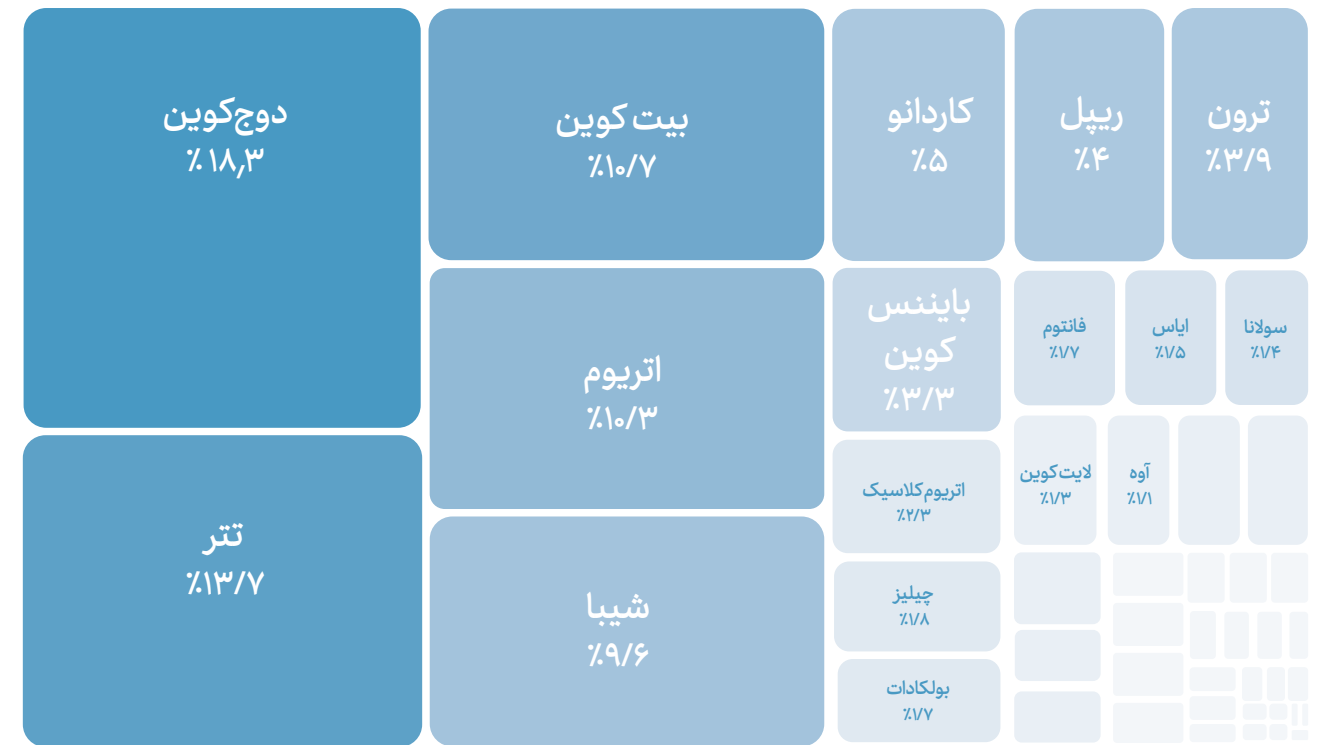 دوج‌کوین
٪۱۸٫۳
تتر
٪۱۳/۷
بیت کوین
٪۱۰/۷
اتریوم
٪۱۰/۳
شیبا
٪۹/۶
کاردانو
٪۵
ریپل
٪۴
ترون
٪۳/۹
بایننس
کوین
٪۳/۳
اتریوم‌کلاسیک
٪۲/۳
چیلیز
٪۱/۸
بولکادات
٪۱/۷
فانتوم
٪۱/۷
ایاس
٪۱/۵
سولانا
٪۱/۴
لایت‌کوین
٪۱/۳
آوه
٪۱/۱